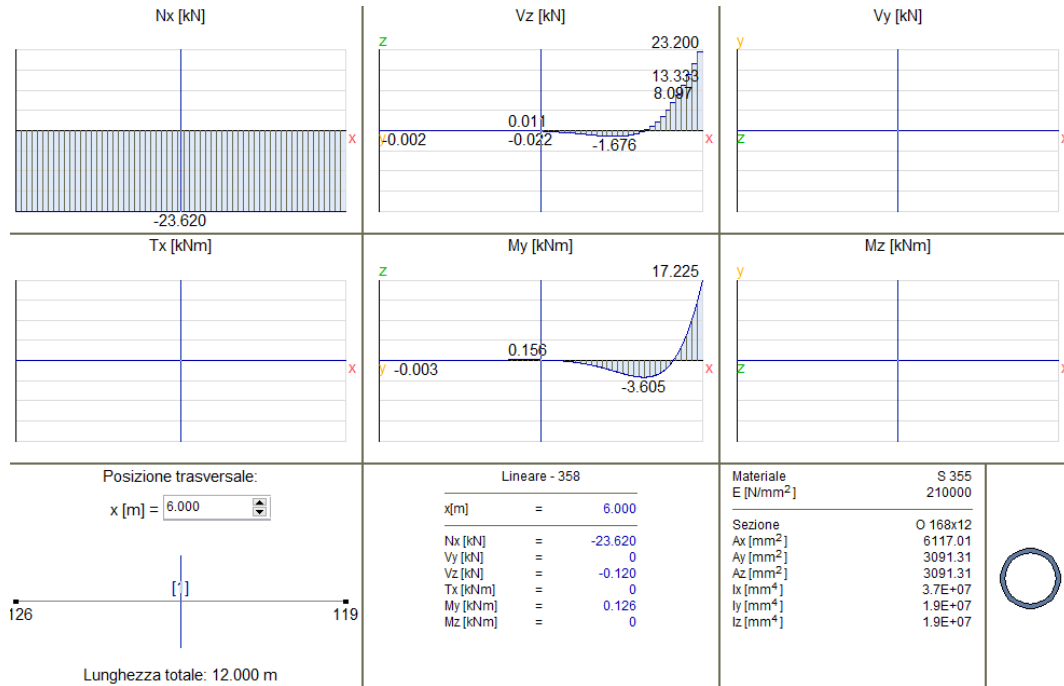 Nx [kN]
-23.620
x
Vz [kN]
z
23.200
13.333
8.097
0.011
y
-0.002
-0.022
-1.676
x
Vy [kN]
y
z
x
Tx [kNm]
x
My [kNm]
z
17.225
0.156
y
-0.003
-3.605
x
Mz [kNm]
y
z
x
Posizione trasversale:
x [m] = 6.000
[1]
126 119
Lunghezza totale: 12.000 m
Lineare - 358
x[m] = 6.000
Nx [kN] = -23.620
Vy [kN] = 0
Vz [kN] = -0.120
Tx [kNm] = 0
My [kNm] = 0.126
Mz [kNm] = 0
Materiale S 355
E [N/mm²] 210000
Sezione O 168x12
Ax [mm²] 6117.01
Ay [mm²] 3091.31
Az [mm²] 3091.31
Ix [mm⁴] 3.7E+07
Iy [mm⁴] 1.9E+07
Iz [mm⁴] 1.9E+07